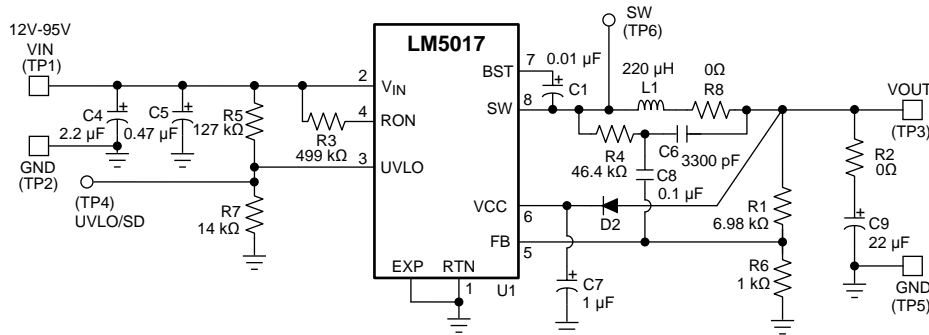 12V-95V
VIN
(TP1)
C4
2.2 µF
C5
0.47 µF
R5
127 kΩ
GND
(TP2)
(TP4)
UVLO/SD
R7
14 kΩ
R3
499 kΩ
2
4
3
LM5017
VIN
RON
UVLO
BST
SW
VCC
FB
EXP
RTN
1
U1
7
8
6
5
0.01 µF
C1
SW
(TP6)
220 µH
L1
0Ω
R8
R4
46.4 kΩ
C6
3300 pF
C8
0.1 µF
D2
C7
1 µF
R1
6.98 kΩ
R6
1 kΩ
VOUT
(TP3)
R2
0Ω
C9
22 µF
GND
(TP5)
+
+
+
+
+